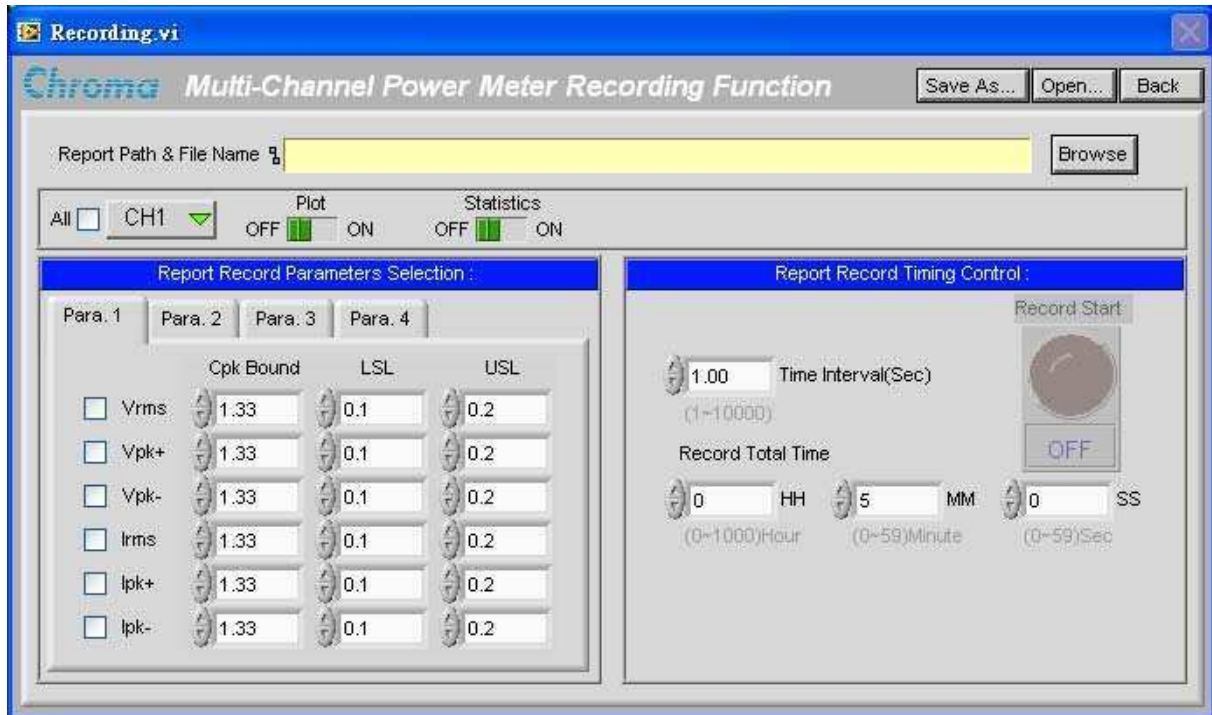 Recording.vi
Chroma Multi-Channel Power Meter Recording Function Save As... Open... Back
Report Path & File Name Browse
All CH1 Plot OFF ON Statistics OFF ON
Report Record Parameters Selection :
Para. 1 Para. 2 Para. 3 Para. 4
Cpk Bound LSL USL
Vrms 1.33 0.1 0.2
Vpk+ 1.33 0.1 0.2
Vpk- 1.33 0.1 0.2
Irms 1.33 0.1 0.2
Ipk+ 1.33 0.1 0.2
Ipk- 1.33 0.1 0.2
Report Record Timing Control :
Record Start
1.00 Time Interval(Sec)
(1~10000)
OFF
Record Total Time
0 HH 5 MM 0 SS
(0~1000)Hour (0~59)Minute (0~59)Sec